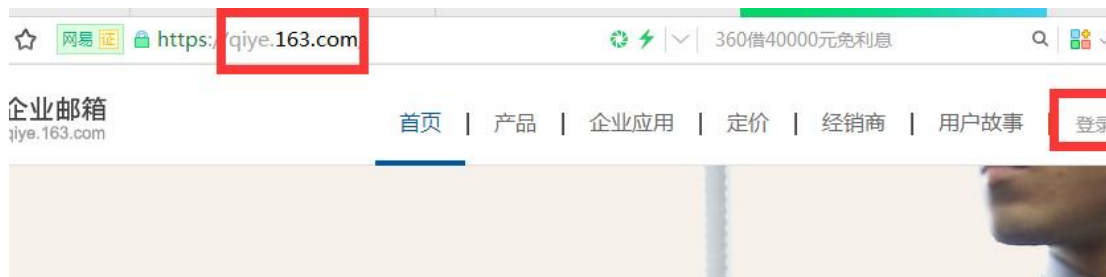 网易 证 https://qiye.163.com 360借40000元免利息
企业邮箱
qiye.163.com
首页 | 产品 | 企业应用 | 定价 | 经销商 | 用户故事 登录